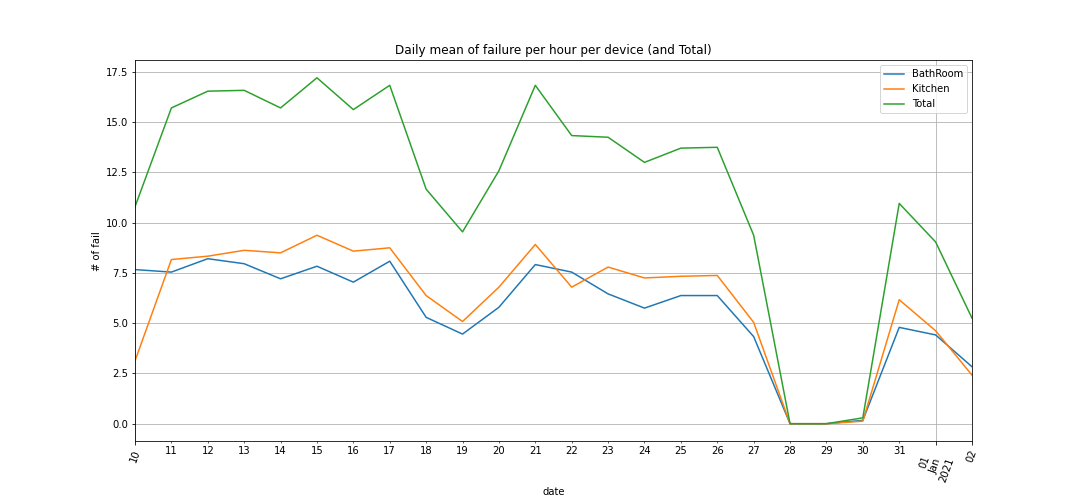 Daily mean of failure per hour per device (and Total)
BathRoom
Kitchen
Total
# of fail
17.5
15.0
12.5
10.0
7.5
5.0
2.5
0.0
10 11 12 13 14 15 16 17 18 19 20 21 22 23 24 25 26 27 28 29 30 31 01 02
Jan
2021
date